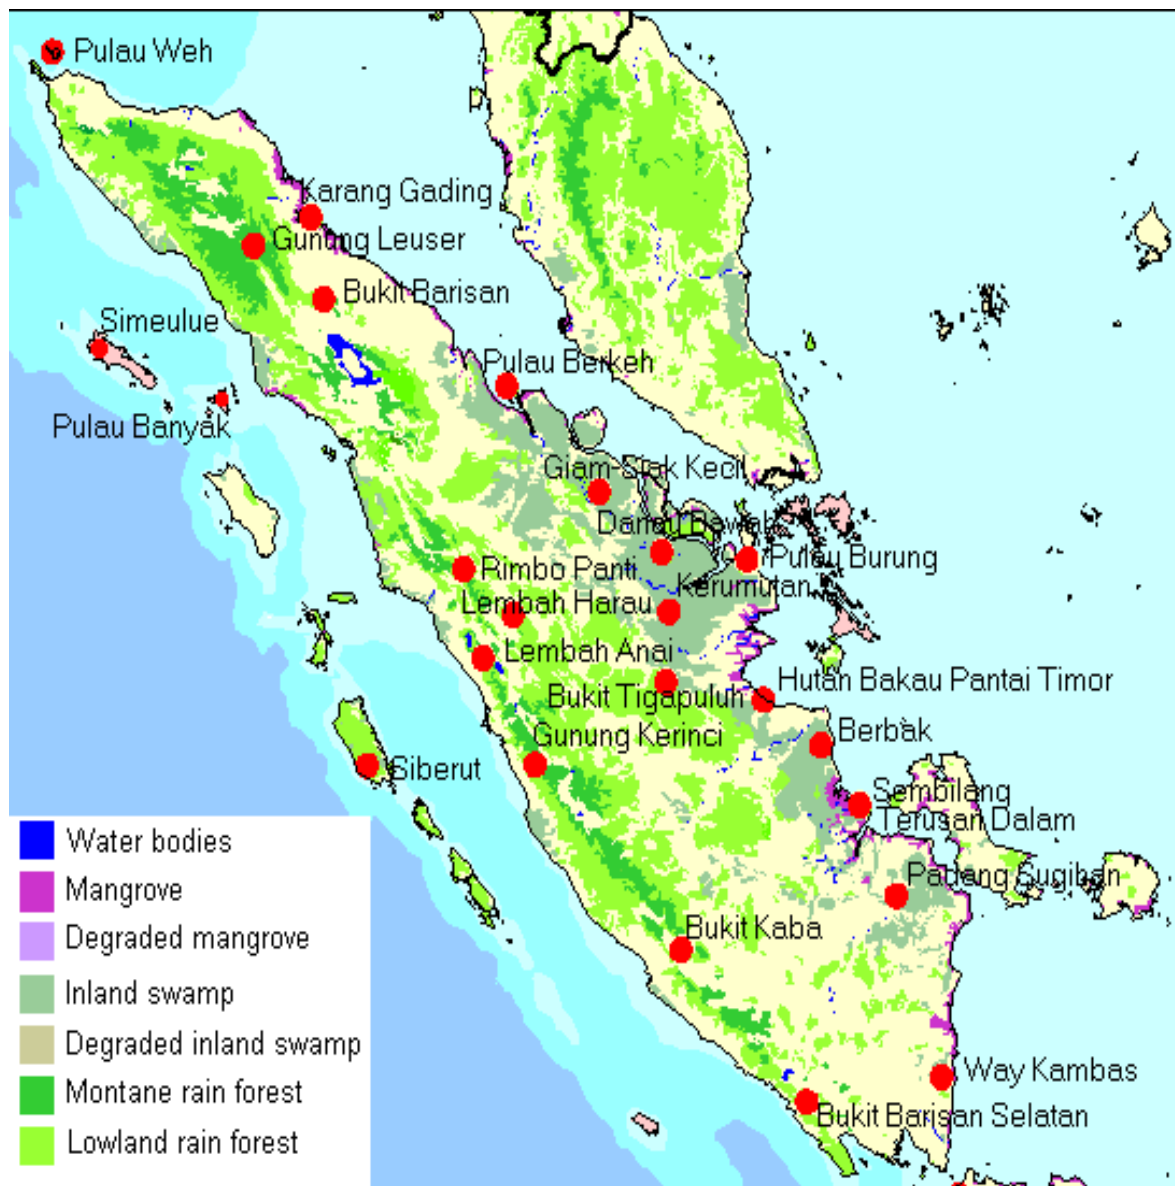 Pulau Weh
Karang Gading
Gunung Leuser
Bukit Barisan
Simeulue
Pulau Berkeh
Pulau Banyak
Giam-Siak Kecil
Danau Bawah
Pulau Burung
Rimbo Panti
Kerumutan
Lembah Harau
Lembah Anai
Bukit Tigapuluh
Hutan Bakau Pantai Timor
Gunung Kerinci
Berbak
Siberut
Sembilang
Terusan Dalam
Padang Sugihan
Bukit Kaba
Way Kambas
Bukit Barisan Selatan
Water bodies
Mangrove
Degraded mangrove
Inland swamp
Degraded inland swamp
Montane rain forest
Lowland rain forest